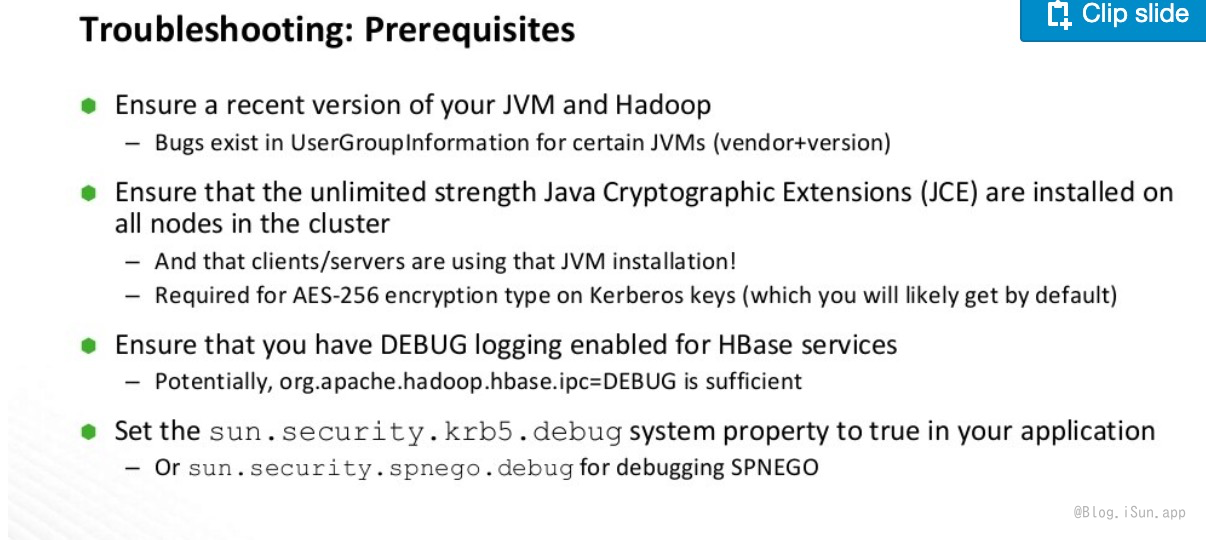 Troubleshooting: Prerequisites
Clip slide
Ensure a recent version of your JVM and Hadoop
– Bugs exist in UserGroupInformation for certain JVMs (vendor+version)
Ensure that the unlimited strength Java Cryptographic Extensions (JCE) are installed on
all nodes in the cluster
– And that clients/servers are using that JVM installation!
– Required for AES-256 encryption type on Kerberos keys (which you will likely get by default)
Ensure that you have DEBUG logging enabled for HBase services
– Potentially, org.apache.hadoop.hbase.ipc=DEBUG is sufficient
Set the sun.security.krb5.debug system property to true in your application
– Or sun.security.spnego.debug for debugging SPNEGO
@Blog.iSun.app